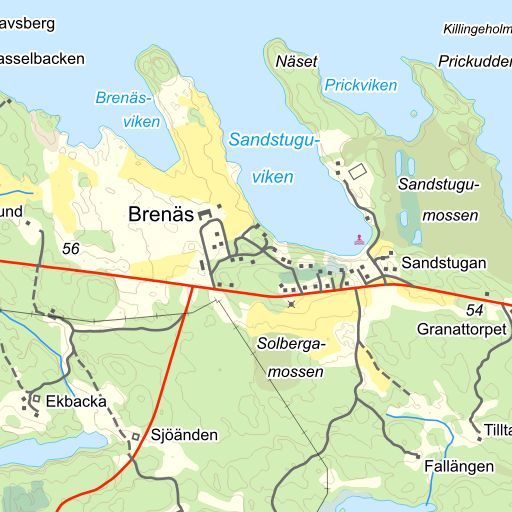 avsberg
Killingeholm
asselbacken
Näset
Prickudden
Prickviken
Brenäs-
viken
Sandstugu-
viken
Sandstugu-
mossen
und
Brenäs
56
Sandstugan
54
Granattorpet
Solberga-
mossen
Ekbacka
Sjöänden
Tillta
Fallängen